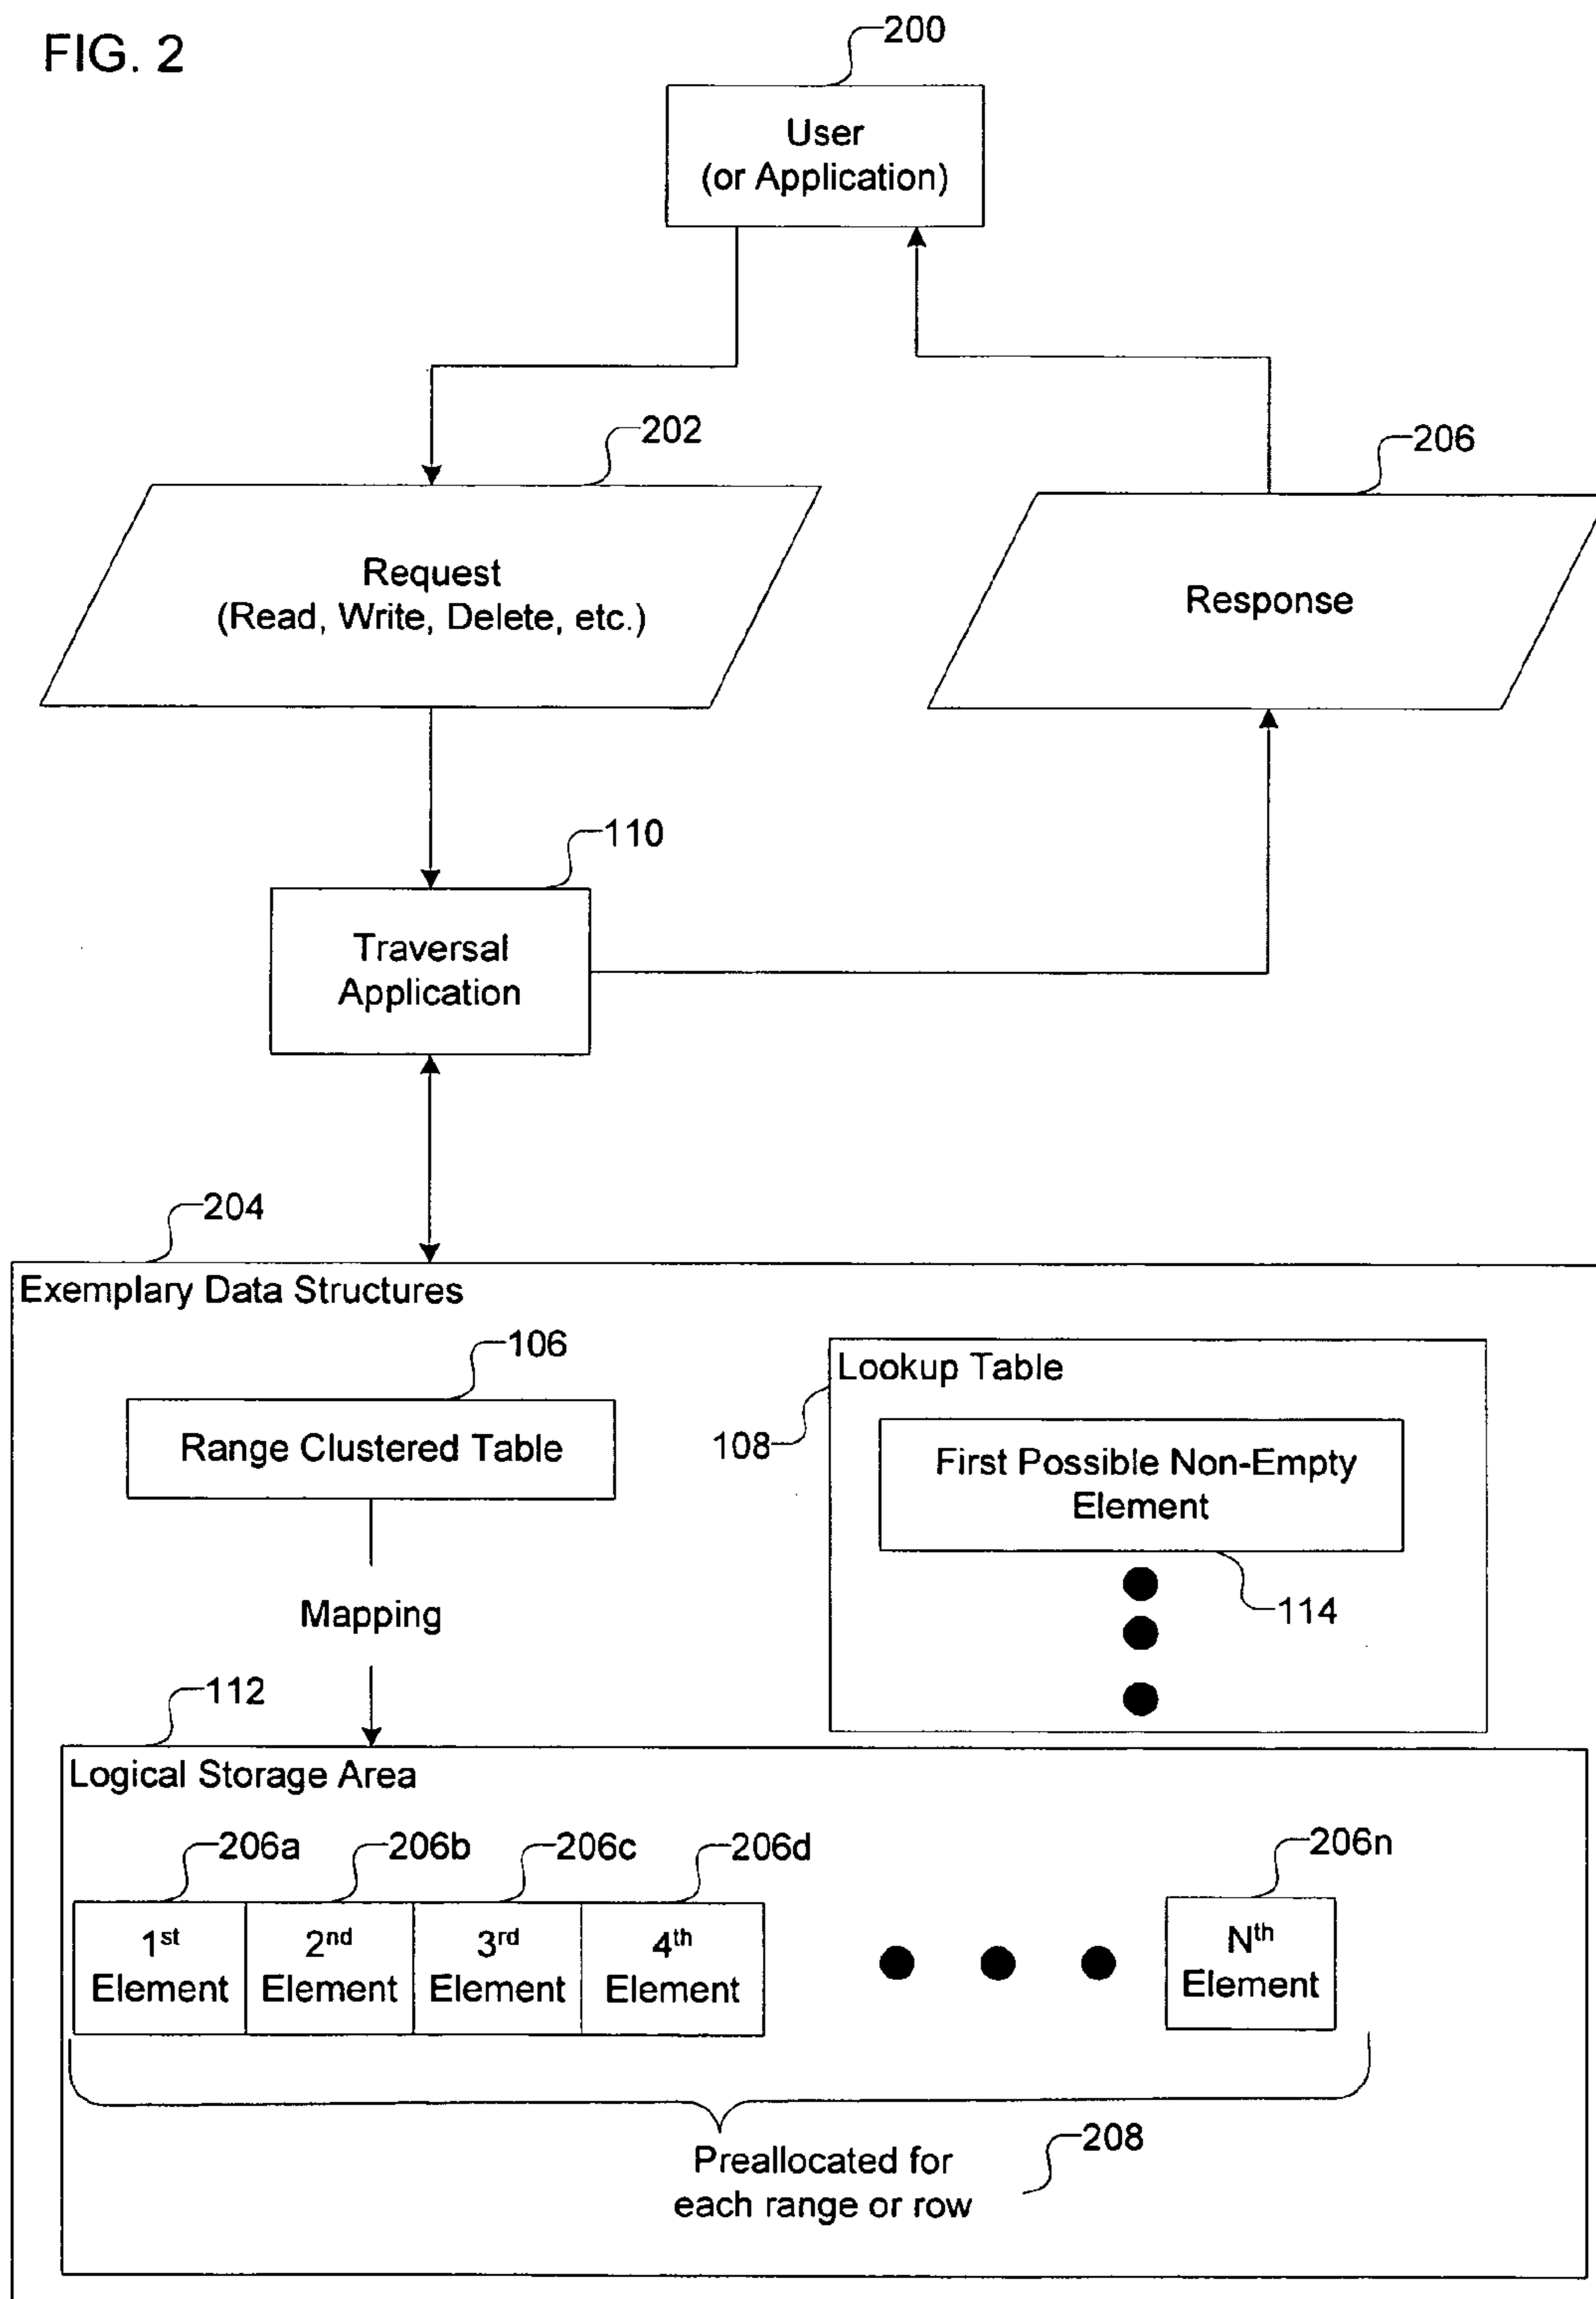 FIG. 2
200
User
(or Application)
202
206
Request
(Read, Write, Delete, etc.)
Response
110
Traversal
Application
204
Exemplary Data Structures
106
Range Clustered Table
Lookup Table
108
First Possible Non-Empty
Element
114
Mapping
112
Logical Storage Area
206a
206b
206c
206d
206n
1st
Element
2nd
Element
3rd
Element
4th
Element
Nth
Element
Preallocated for
each range or row
208